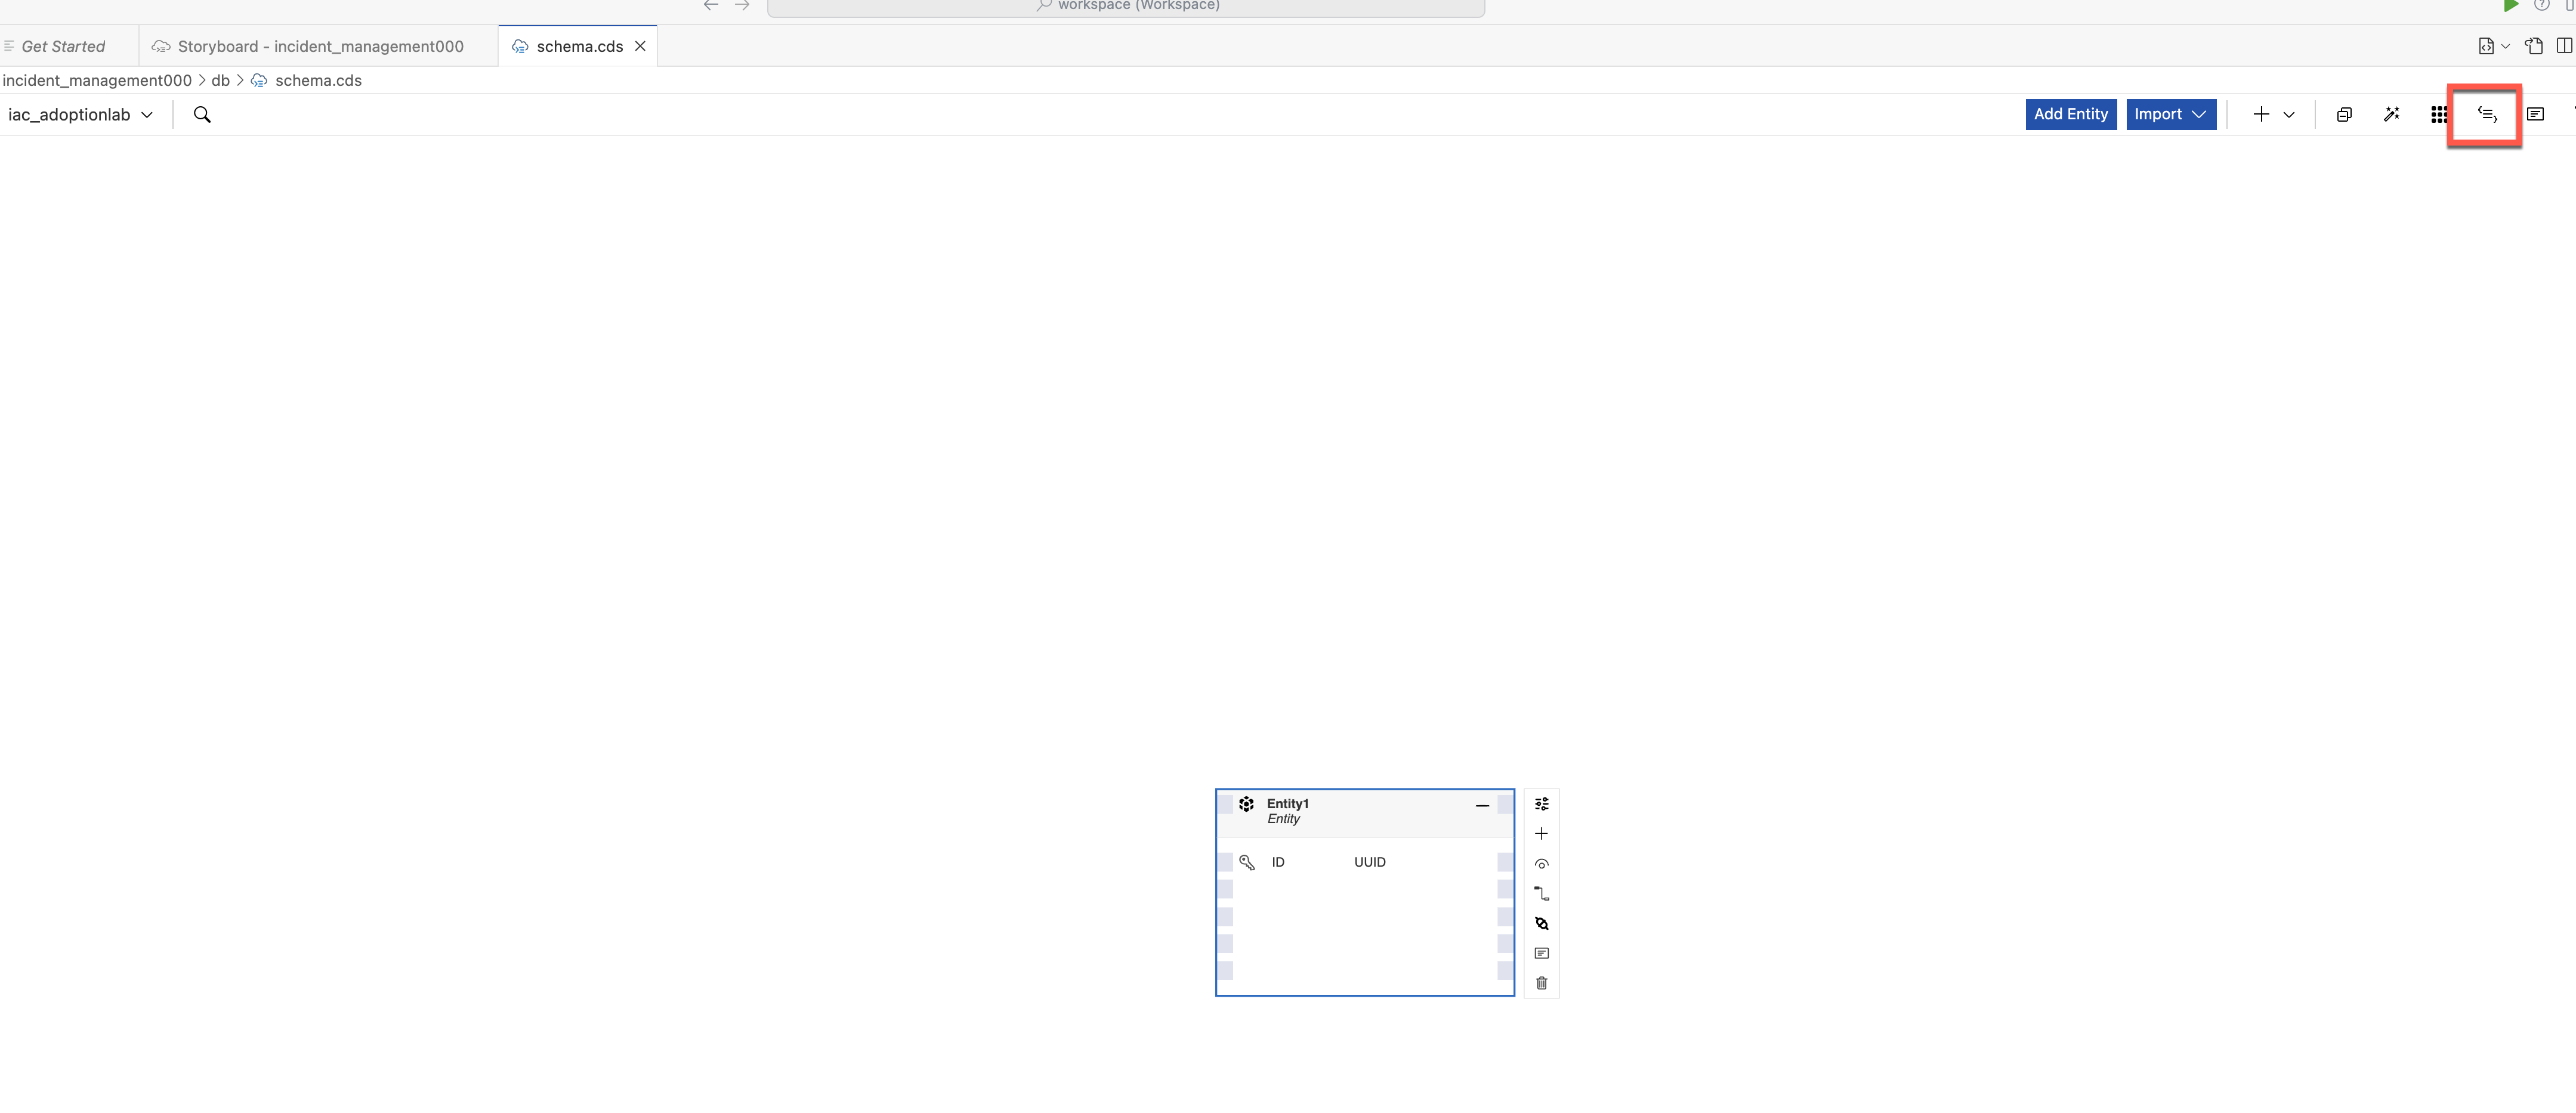 workspace (Workspace)
Get Started
Storyboard - incident_management000
schema.cds
incident_management000 > db > schema.cds
iac_adoptionlab
Add Entity
Import
Entity1
Entity
ID UUID